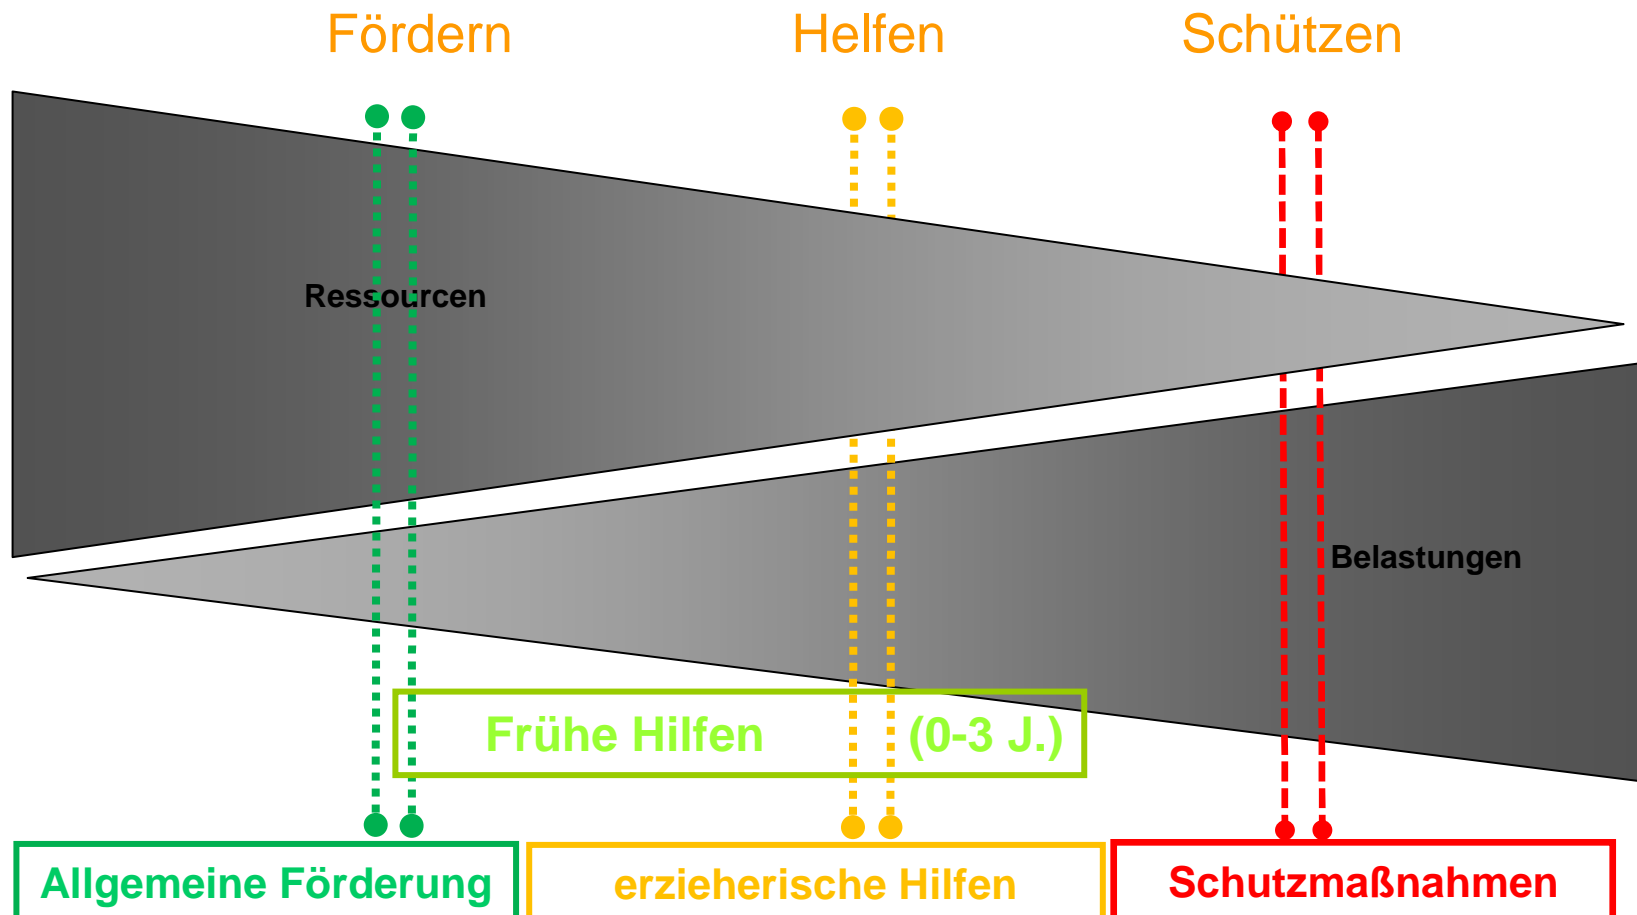 Fördern
Helfen
Schützen
Ressourcen
Belastungen
Frühe Hilfen (0-3 J.)
Allgemeine Förderung
erzieherische Hilfen
Schutzmaßnahmen